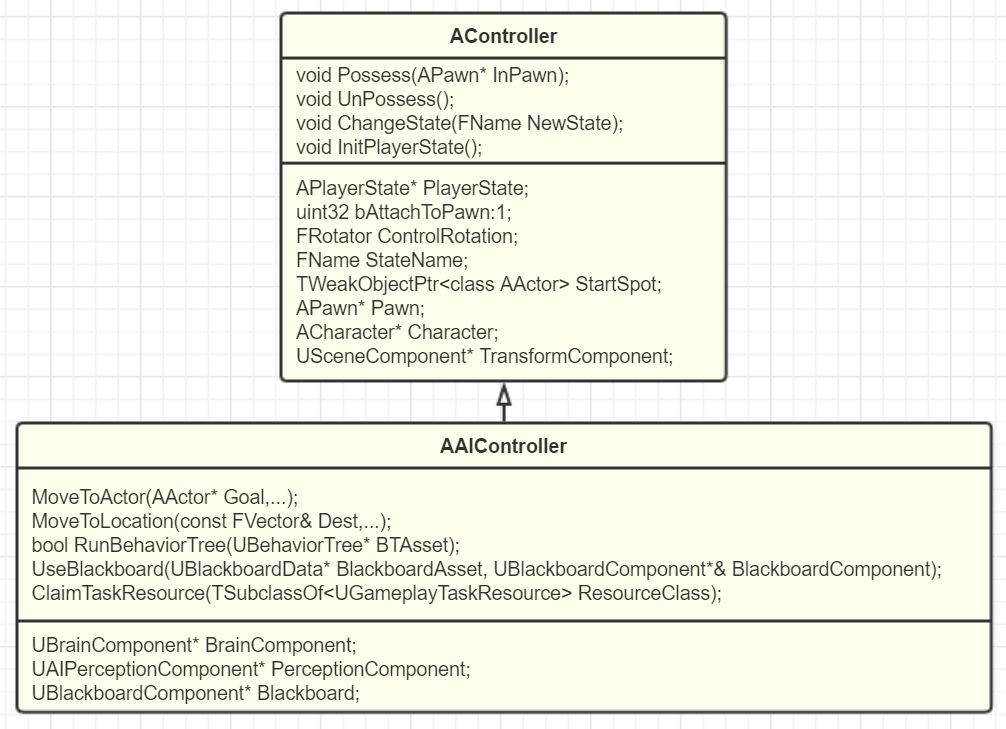 AController
void Possess(APawn* InPawn);
void UnPossess();
void ChangeState(FName NewState);
void InitPlayerState();
APlayerState* PlayerState;
uint32 bAttachToPawn:1;
FRotator ControlRotation;
FName StateName;
TWeakObjectPtr<class AActor> StartSpot;
APawn* Pawn;
ACharacter* Character;
USceneComponent* TransformComponent;
AAIController
MoveToActor(AActor* Goal,...);
MoveToLocation(const FVector& Dest,...);
bool RunBehaviorTree(UBehaviorTree* BTAsset);
UseBlackboard(UBlackboardData* BlackboardAsset, UBlackboardComponent*& BlackboardComponent);
ClaimTaskResource(TSubclassOf<UGameplayTaskResource> ResourceClass);
UBrainComponent* BrainComponent;
UAIPerceptionComponent* PerceptionComponent;
UBlackboardComponent* Blackboard;